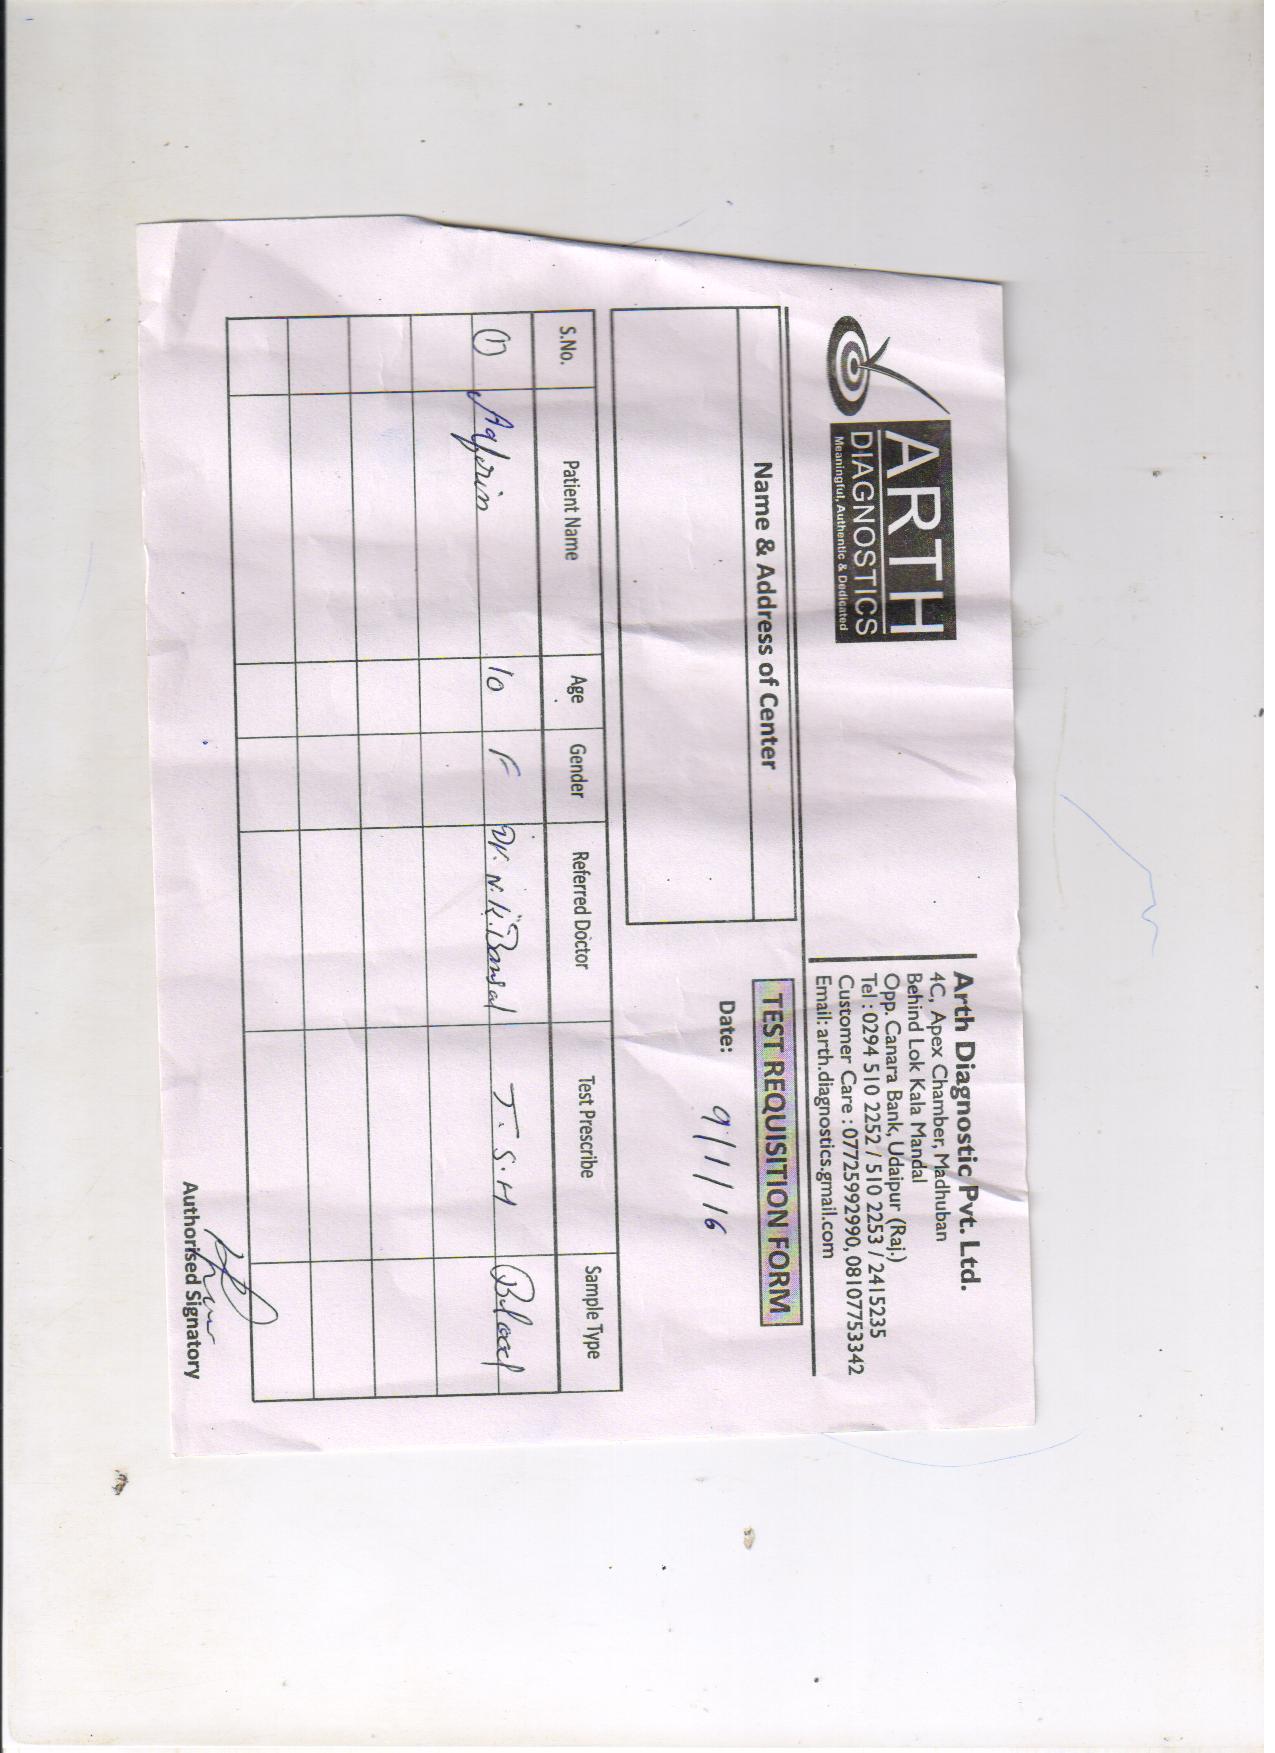 ARTH
DIAGNOSTICS
Meaningful, Authentic & Dedicated
Arth Diagnostic Pvt. Ltd.
4C, Apex Chamber, Madhuban
Behind Lok Kala Mandal
Opp. Canara Bank, Udaipur (Raj.)
Tel : 0294 510 2252 / 510 2253 / 2415235
Customer Care : 07725992990, 08107753342
Email: arth.diagnostics.gmail.com
Name & Address of Center
TEST REQUISITION FORM
Date: 9/1/16
S.No. Patient Name Age Gender Referred Doctor Test Prescribe Sample Type
1 Aafrin 10 F Dr. N.K. Bansal T.S.H Blood
Authorised Signatory